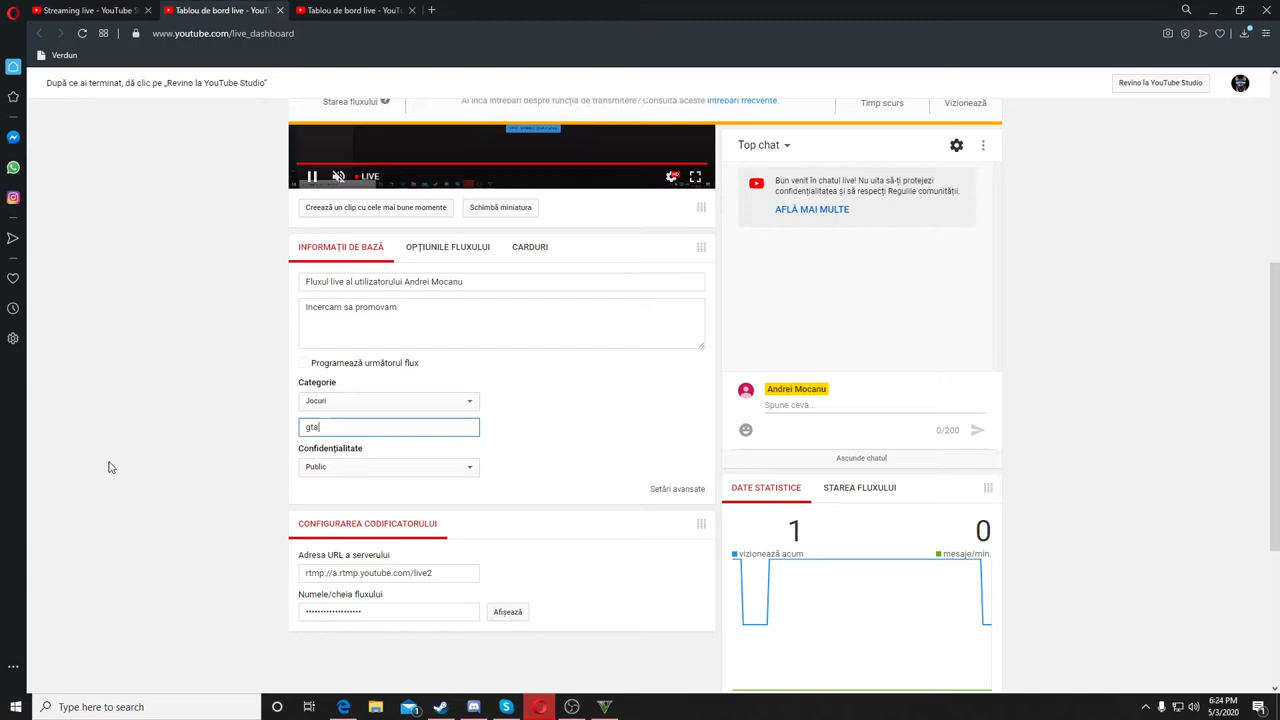 Streaming live - YouTube S
Tabloul de bord live - YouT
Tabloul de bord live - YouT
www.youtube.com/live_dashboard
Verdun
După ce ai terminat, dă clic pe „Revino la YouTube Studio”
Revino la YouTube Studio
Starea fluxului
Ai încă întrebări despre funcția de transmitere? Consultă aceste întrebări frecvente.
Timp scurs
Vizionează
LIVE
Creează un clip cu cele mai bune momente
Schimbă miniatura
INFORMAȚII DE BAZĂ
OPȚIUNILE FLUXULUI
CARDURI
Fluxul live al utilizatorului Andrei Mocanu
Incercam sa promovam
Programează următorul flux
Categorie
Jocuri
gta
Confidențialitate
Public
Setări avansate
CONFIGURAREA CODIFICATORULUI
Adresa URL a serverului
rtmp://a.rtmp.youtube.com/live2
Numele/cheia fluxului
Afișează
Top chat
Bun venit în chatul live! Nu uita să-ți protejezi
confidențialitatea și să respecți Regulile comunității.
AFLĂ MAI MULTE
Andrei Mocanu
Spune ceva...
0/200
Ascunde chatul
DATE STATISTICE
STAREA FLUXULUI
1
0
vizionează acum
mesaje/min.
Type here to search
6:24 PM
5/3/2020